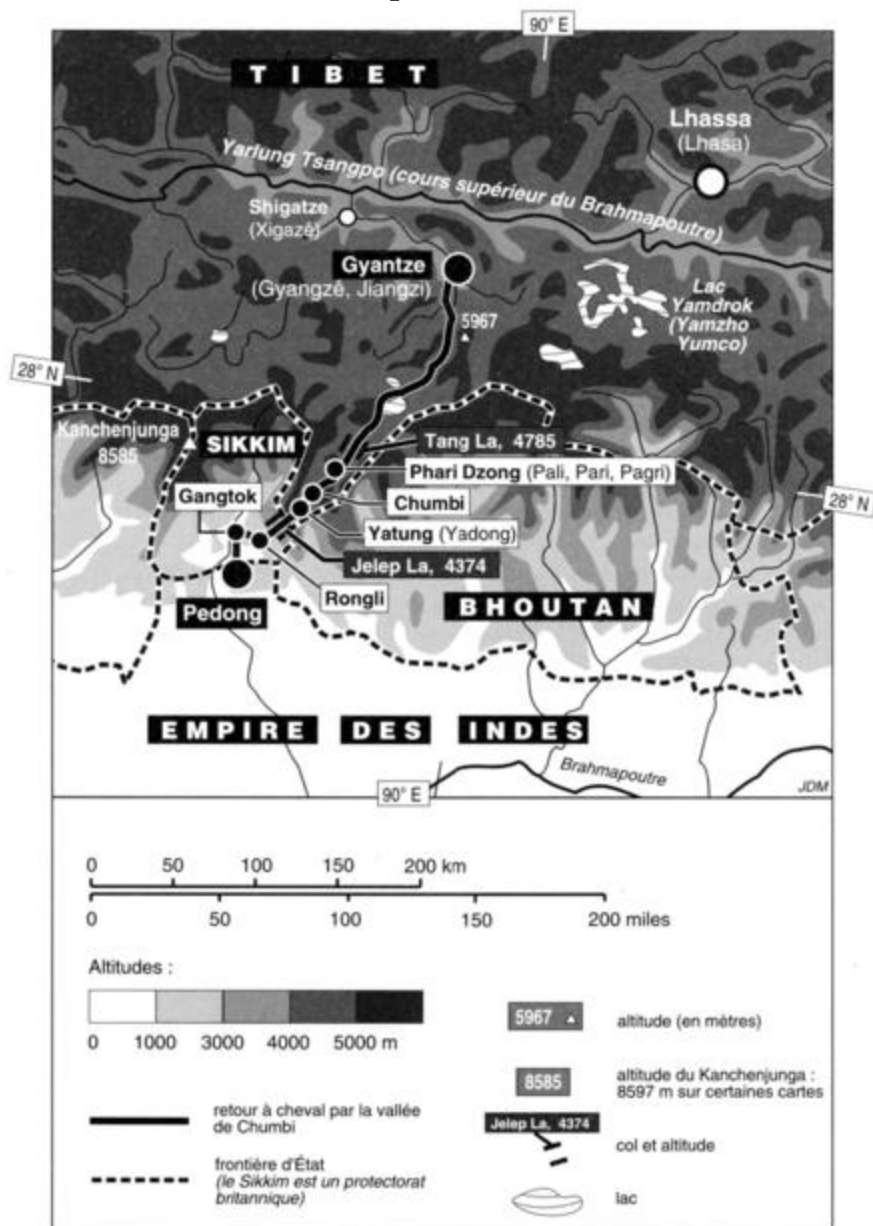 90° E
TIBET
Lhassa
(Lhasa)
Yarlung Tsangpo (cours supérieur du Brahmapoutre)
Shigatze
(Xigazê)
Gyantze
(Gyangzê, Jiangzi)
5967
Lac
Yamdrok
(Yamzho
Yumco)
28° N
Kanchenjunga
8585
SIKKIM
Tang La, 4785
Phari Dzong (Pali, Pari, Pagri)
Gangtok
Chumbi
28° N
Yatung (Yadong)
Jelep La, 4374
Rongli
Pedong
BHOUTAN
EMPIRE DES INDES
Brahmapoutre
JDM
90° E
0 50 100 150 200 km
0 50 100 150 200 miles
Altitudes :
0 1000 3000 4000 5000 m
5967
altitude (en mètres)
8585
altitude du Kanchenjunga :
8597 m sur certaines cartes
retour à cheval par la vallée
de Chumbi
Jelep La, 4374
col et altitude
frontière d'État
(le Sikkim est un protectorat
britannique)
lac